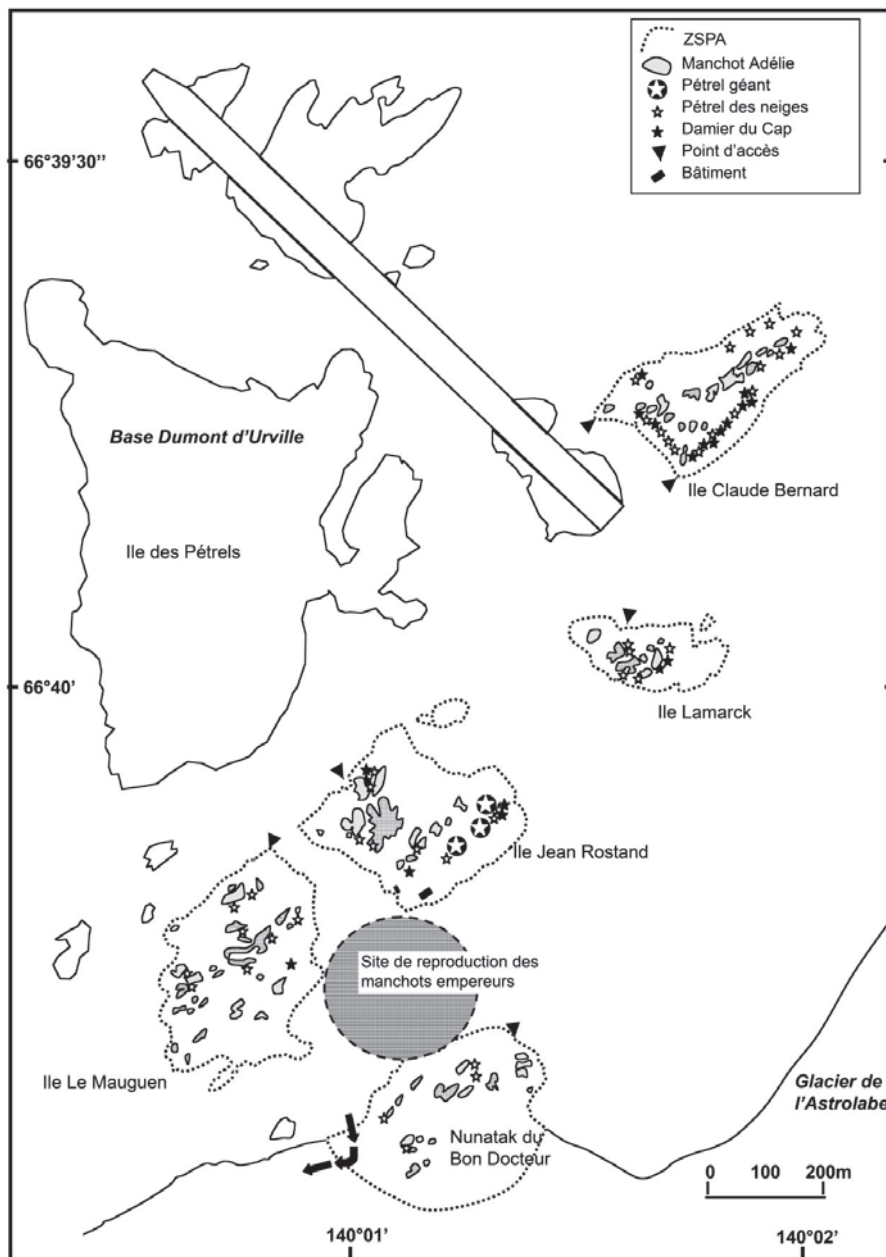 ZSPA
Manchot Adélie
Pétrel géant
Pétrel des neiges
Damier du Cap
Point d'accès
Bâtiment
66°39'30''
Base Dumont d'Urville
Ile Claude Bernard
Ile des Pétrels
66°40'
Ile Lamarck
Ile Jean Rostand
Site de reproduction des
manchots empereurs
Ile Le Mauguen
Glacier de
l'Astrolabe
Nunatak du
Bon Docteur
0 100 200m
140°01' 140°02'